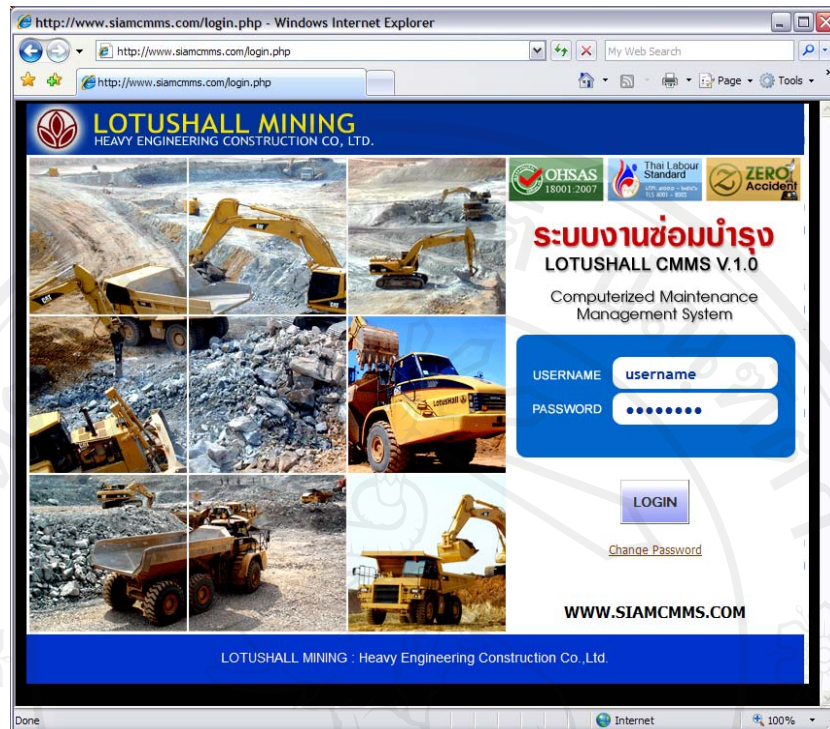 http://www.siamcmms.com/login.php - Windows Internet Explorer
http://www.siamcmms.com/login.php
My Web Search
http://www.siamcmms.com/login.php
Page
Tools
LOTUSHALL MINING
HEAVY ENGINEERING CONSTRUCTION CO, LTD.
OHSAS
18001:2007
Thai Labour
Standard
ZERO
Accident
ระบบงานซ่อมบำรุง
LOTUSHALL CMMS V.1.0
Computerized Maintenance
Management System
USERNAME username
PASSWORD ●●●●●●●●
LOGIN
Change Password
WWW.SIAMCMMS.COM
CAT
CAT
LOTUSHALL
LOTUSHALL MINING : Heavy Engineering Construction Co.,Ltd.
Done
Internet
100%